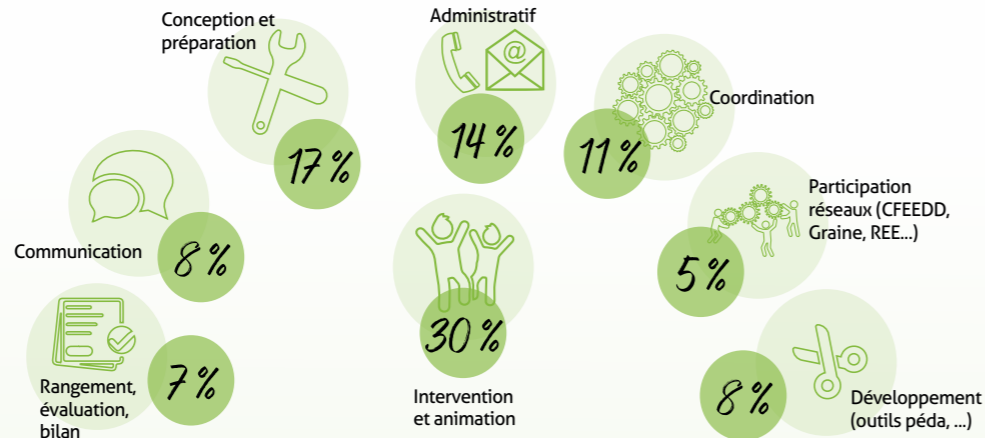 Conception et
préparation
17 %
Administratif
@
14 %
Coordination
11 %
Participation
réseaux (CFEEDD,
Graine, REE...)
5 %
Communication
8 %
Rangement,
évaluation,
bilan
7 %
30 %
Intervention
et animation
8 %
Développement
(outils péda, ...)